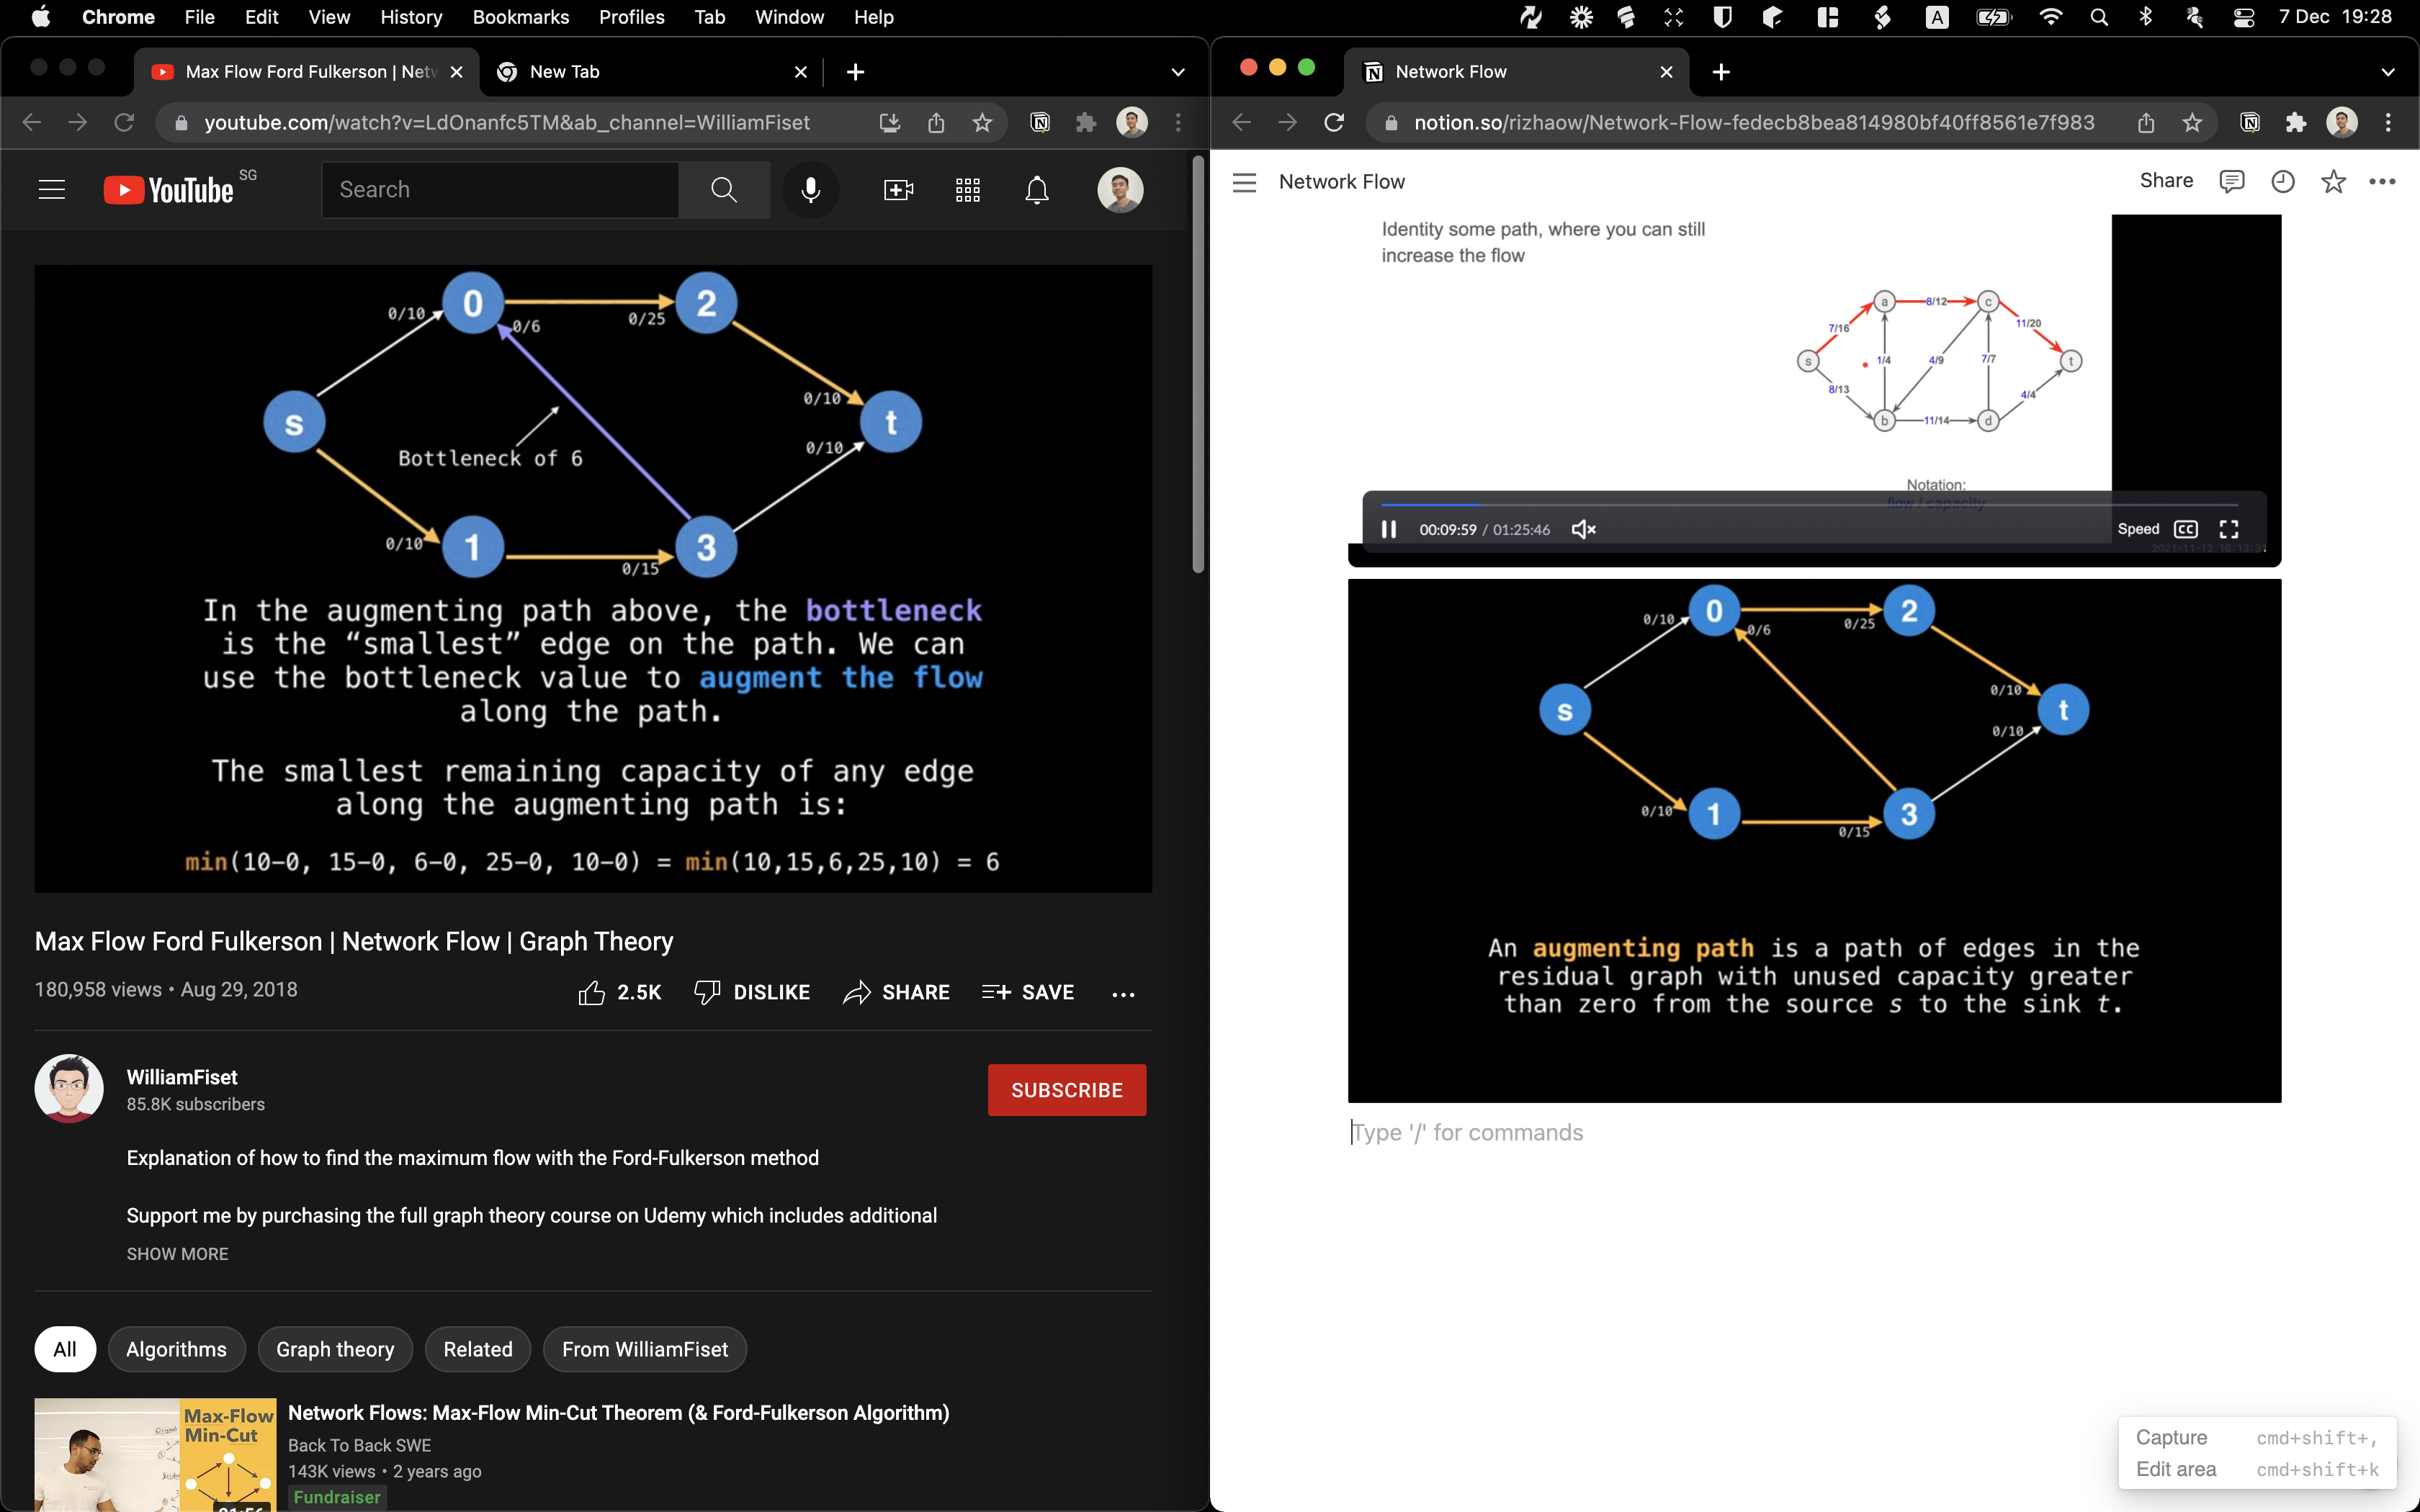 Chrome File Edit View History Bookmarks Profiles Tab Window Help
A 7 Dec 19:28
Max Flow Ford Fulkerson | Netw
New Tab
youtube.com/watch?v=LdOnanfc5TM&ab_channel=WilliamFiset
YouTube SG
Search
0/10
0
0/6
0/25
2
s
0/10
t
0/10
Bottleneck of 6
0/10
1
0/15
3
In the augmenting path above, the bottleneck
is the “smallest” edge on the path. We can
use the bottleneck value to augment the flow
along the path.
The smallest remaining capacity of any edge
along the augmenting path is:
min(10-0, 15-0, 6-0, 25-0, 10-0) = min(10,15,6,25,10) = 6
Max Flow Ford Fulkerson | Network Flow | Graph Theory
180,958 views • Aug 29, 2018
2.5K DISLIKE SHARE SAVE
WilliamFiset
85.8K subscribers
SUBSCRIBE
Explanation of how to find the maximum flow with the Ford-Fulkerson method
Support me by purchasing the full graph theory course on Udemy which includes additional
SHOW MORE
All Algorithms Graph theory Related From WilliamFiset
Max-Flow
Min-Cut
Network Flows: Max-Flow Min-Cut Theorem (& Ford-Fulkerson Algorithm)
Back To Back SWE
143K views • 2 years ago
Fundraiser
Network Flow
notion.so/rizhaow/Network-Flow-fedecb8bea814980bf40ff8561e7f983
Network Flow
Share
Identity some path, where you can still
increase the flow
a
8/12
c
7/16
11/20
s
1/4
4/9
7/7
t
8/13
4/4
b
11/14
d
Notation:
flow / capacity
00:09:59 / 01:25:46
Speed CC
0/10
0
0/6
0/25
2
s
0/10
t
0/10
0/10
1
0/15
3
An augmenting path is a path of edges in the
residual graph with unused capacity greater
than zero from the source s to the sink t.
Type '/' for commands
Capture cmd+shift+,
Edit area cmd+shift+k